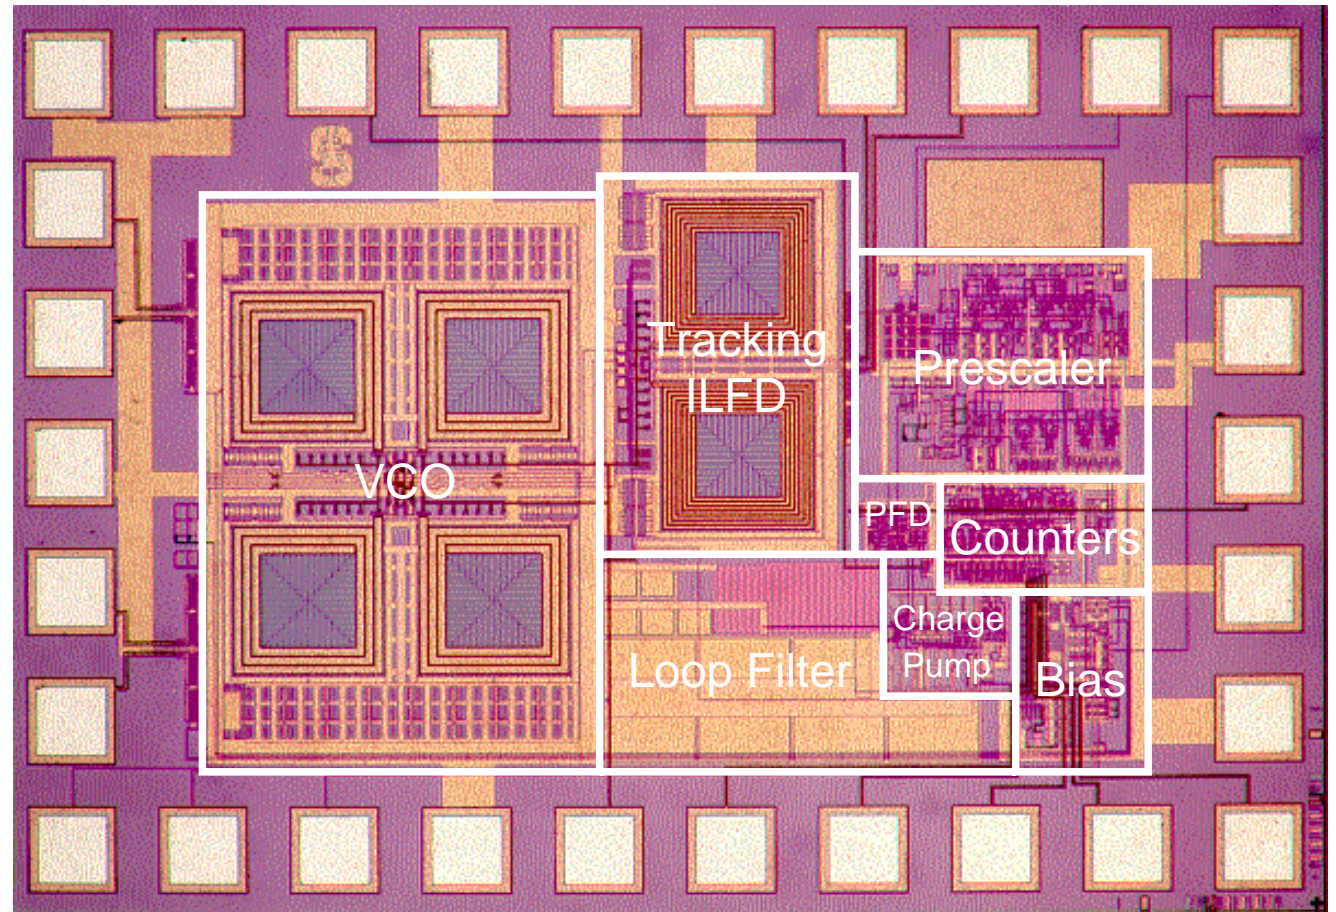 S
Tracking
ILFD
Prescaler
VCO
PFD
Counters
Charge
Pump
Loop Filter
Bias